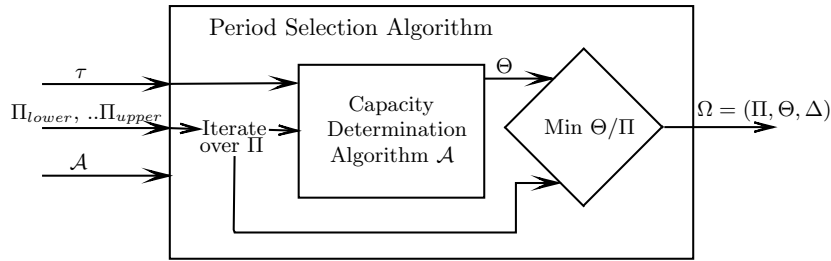 Period Selection Algorithm
τ
Π_lower, ..Π_upper
𝒜
Iterate
over Π
Capacity
Determination
Algorithm 𝒜
Θ
Min Θ/Π
Ω = (Π, Θ, Δ)